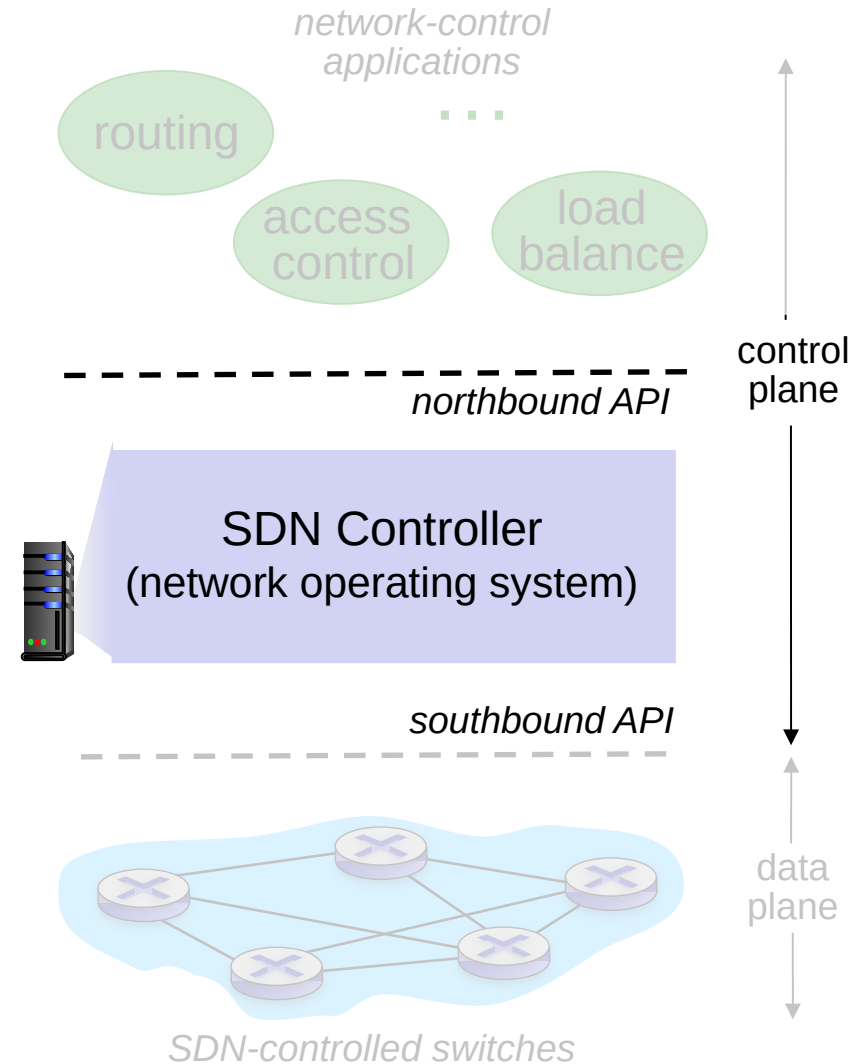 network-control
applications
routing
access
control
load
balance
control
plane
northbound API
SDN Controller
(network operating system)
southbound API
data
plane
SDN-controlled switches